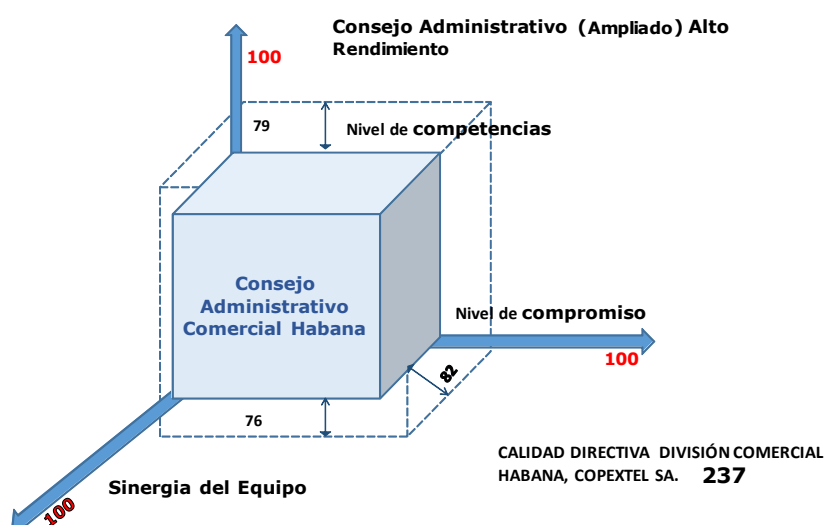 Consejo Administrativo (Ampliado) Alto
Rendimiento
100
79
Nivel de competencias
Consejo
Administrativo
Comercial Habana
Nivel de compromiso
100
82
76
CALIDAD DIRECTIVA DIVISIÓN COMERCIAL
HABANA, COPEXTEL SA. 237
Sinergia del Equipo
100